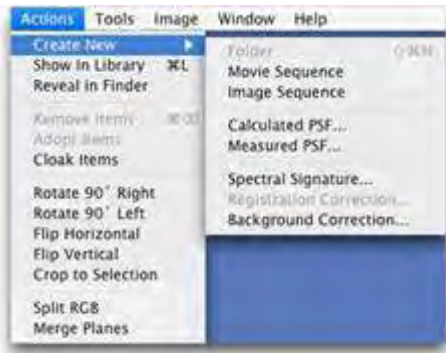 Actions Tools Image Window Help
Create New
Show In Library ⌘L
Reveal in Finder
Remove Items
Adopt Items
Cloak Items
Rotate 90° Right
Rotate 90° Left
Flip Horizontal
Flip Vertical
Crop to Selection
Split RGB
Merge Planes
Folder ⇧⌘N
Movie Sequence
Image Sequence
Calculated PSF...
Measured PSF...
Spectral Signature...
Registration Correction...
Background Correction...